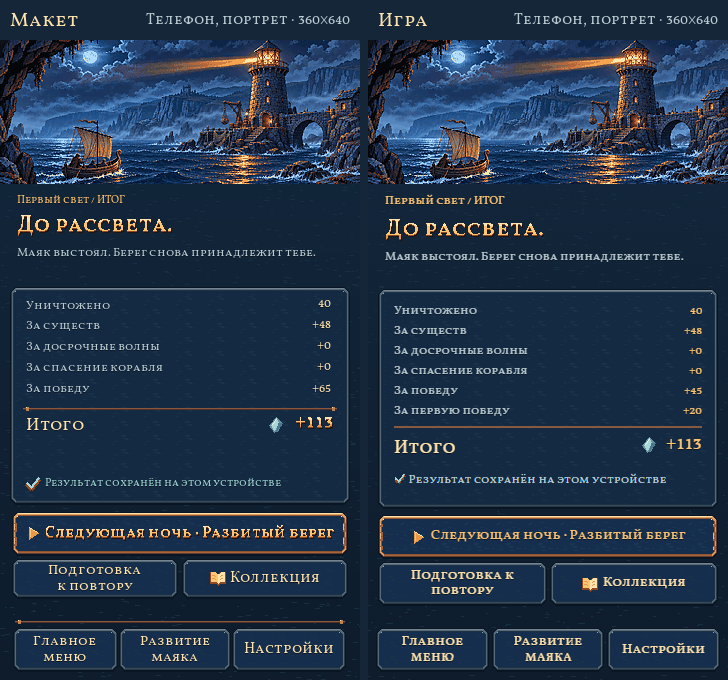 Макет
Телефон, портрет · 360×640
Первый свет / ИТОГ
До рассвета.
Маяк выстоял. Берег снова принадлежит тебе.
Уничтожено 40
За существ +48
За досрочные волны +0
За спасение корабля +0
За победу +65
Итого +113
Результат сохранён на этом устройстве
Следующая ночь · Разбитый берег
Подготовка
к повтору
Коллекция
Главное
меню
Развитие
маяка
Настройки
Игра
Телефон, портрет · 360×640
Первый свет / ИТОГ
До рассвета.
Маяк выстоял. Берег снова принадлежит тебе.
Уничтожено 40
За существ +48
За досрочные волны +0
За спасение корабля +0
За победу +45
За первую победу +20
Итого +113
Результат сохранён на этом устройстве
Следующая ночь · Разбитый берег
Подготовка к
повтору
Коллекция
Главное
меню
Развитие
маяка
Настройки